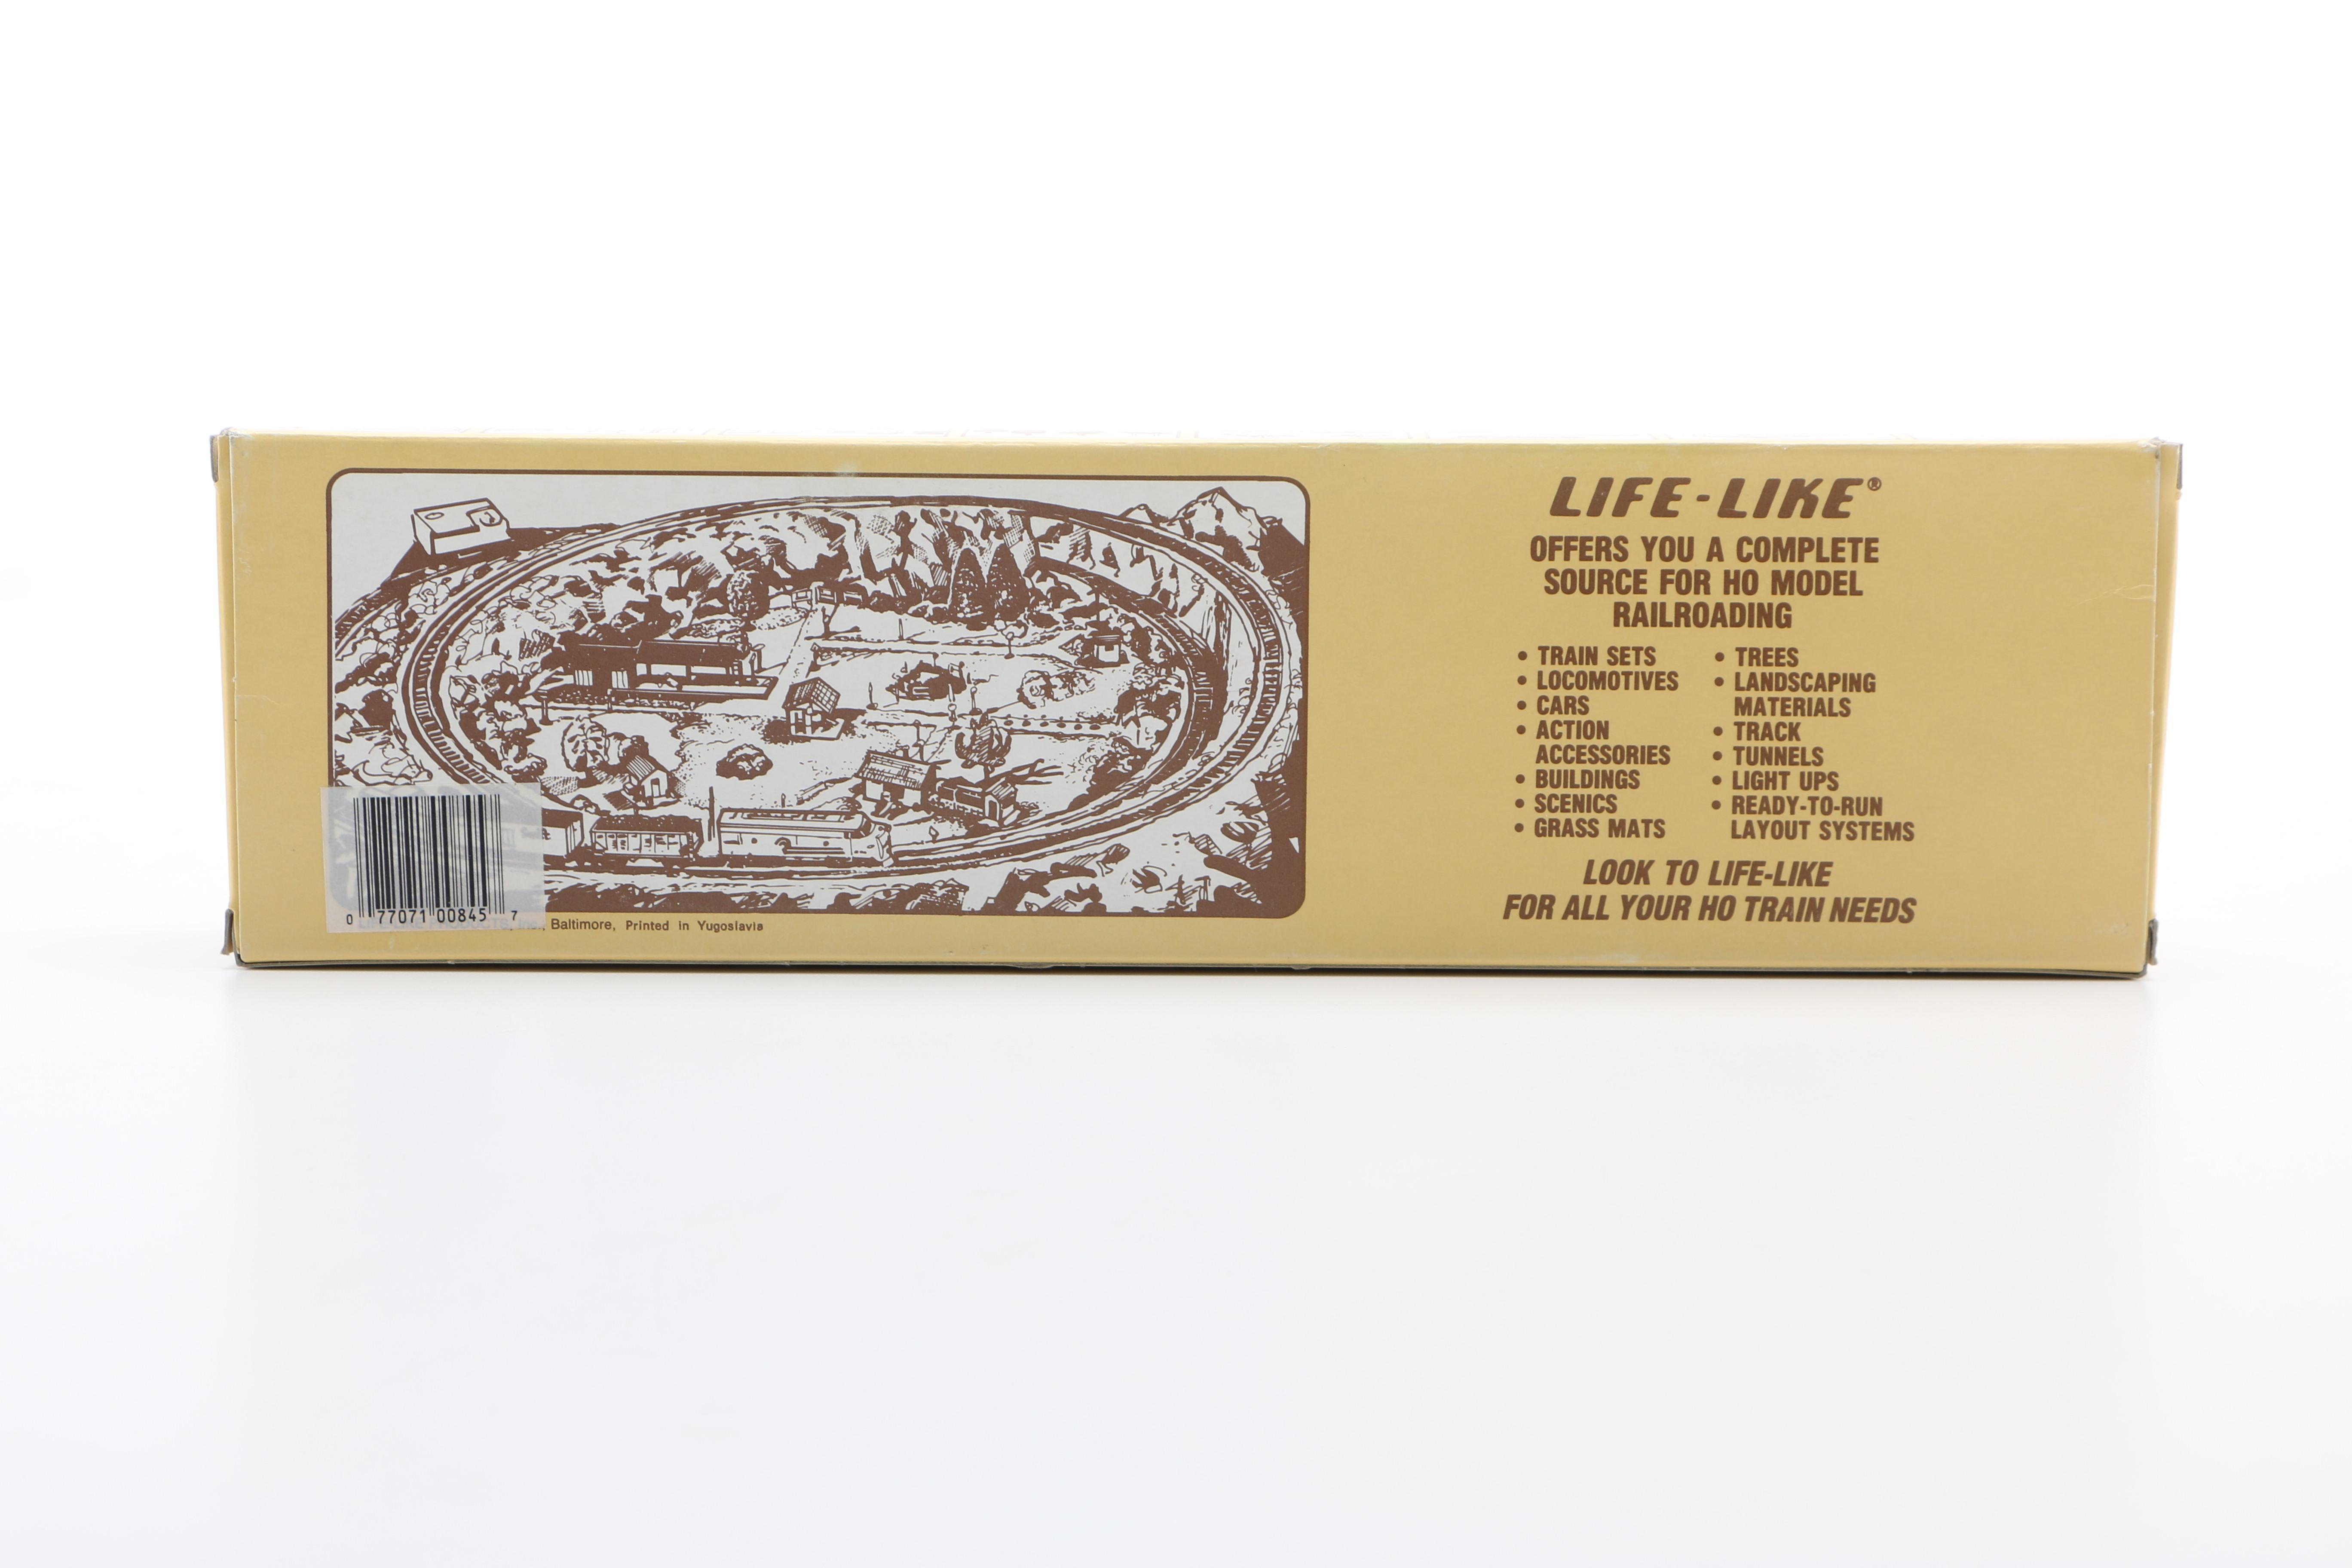 LIFE-LIKE®
OFFERS YOU A COMPLETE
SOURCE FOR HO MODEL
RAILROADING
• TRAIN SETS
• LOCOMOTIVES
• CARS
• ACTION
ACCESSORIES
• BUILDINGS
• SCENICS
• GRASS MATS
• TREES
• LANDSCAPING
MATERIALS
• TRACK
• TUNNELS
• LIGHT UPS
• READY-TO-RUN
LAYOUT SYSTEMS
LOOK TO LIFE-LIKE
FOR ALL YOUR HO TRAIN NEEDS
0 77071 00845 7
Baltimore, Printed in Yugoslavia